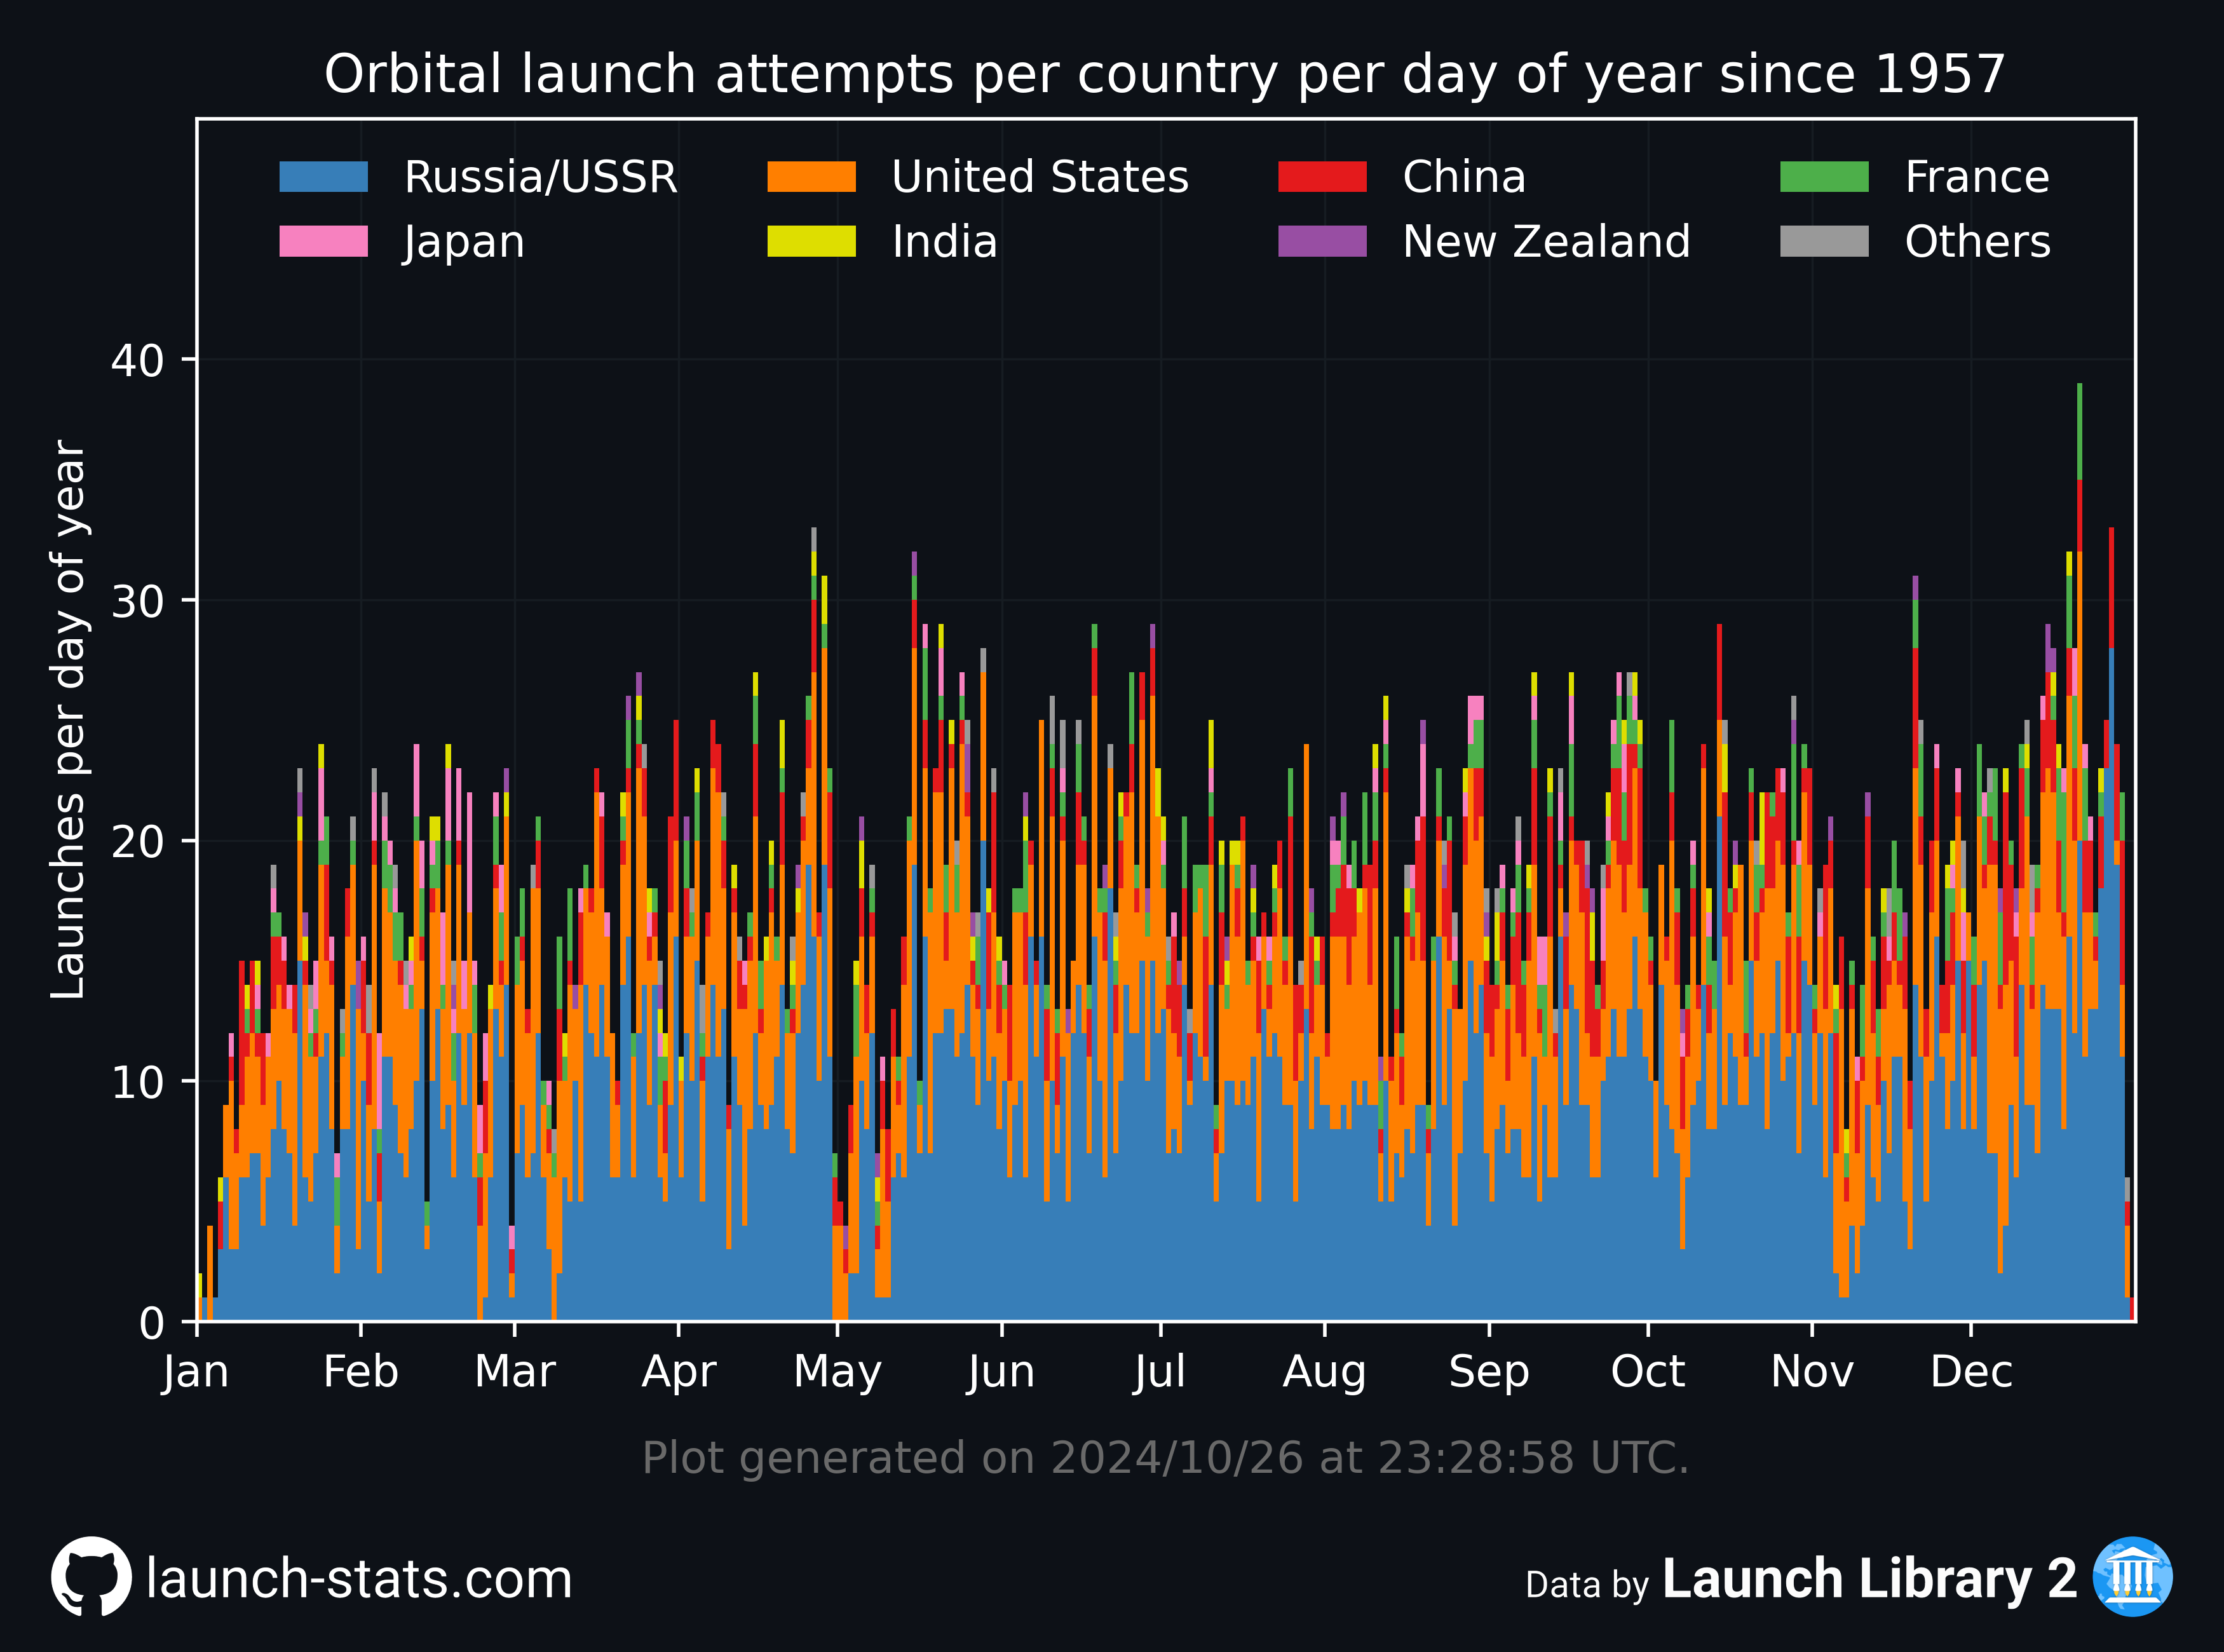 Orbital launch attempts per country per day of year since 1957
Russia/USSR United States China France
Japan India New Zealand Others
Launches per day of year
40
30
20
10
0
Jan Feb Mar Apr May Jun Jul Aug Sep Oct Nov Dec
Plot generated on 2024/10/26 at 23:28:58 UTC.
launch-stats.com
Data by Launch Library 2